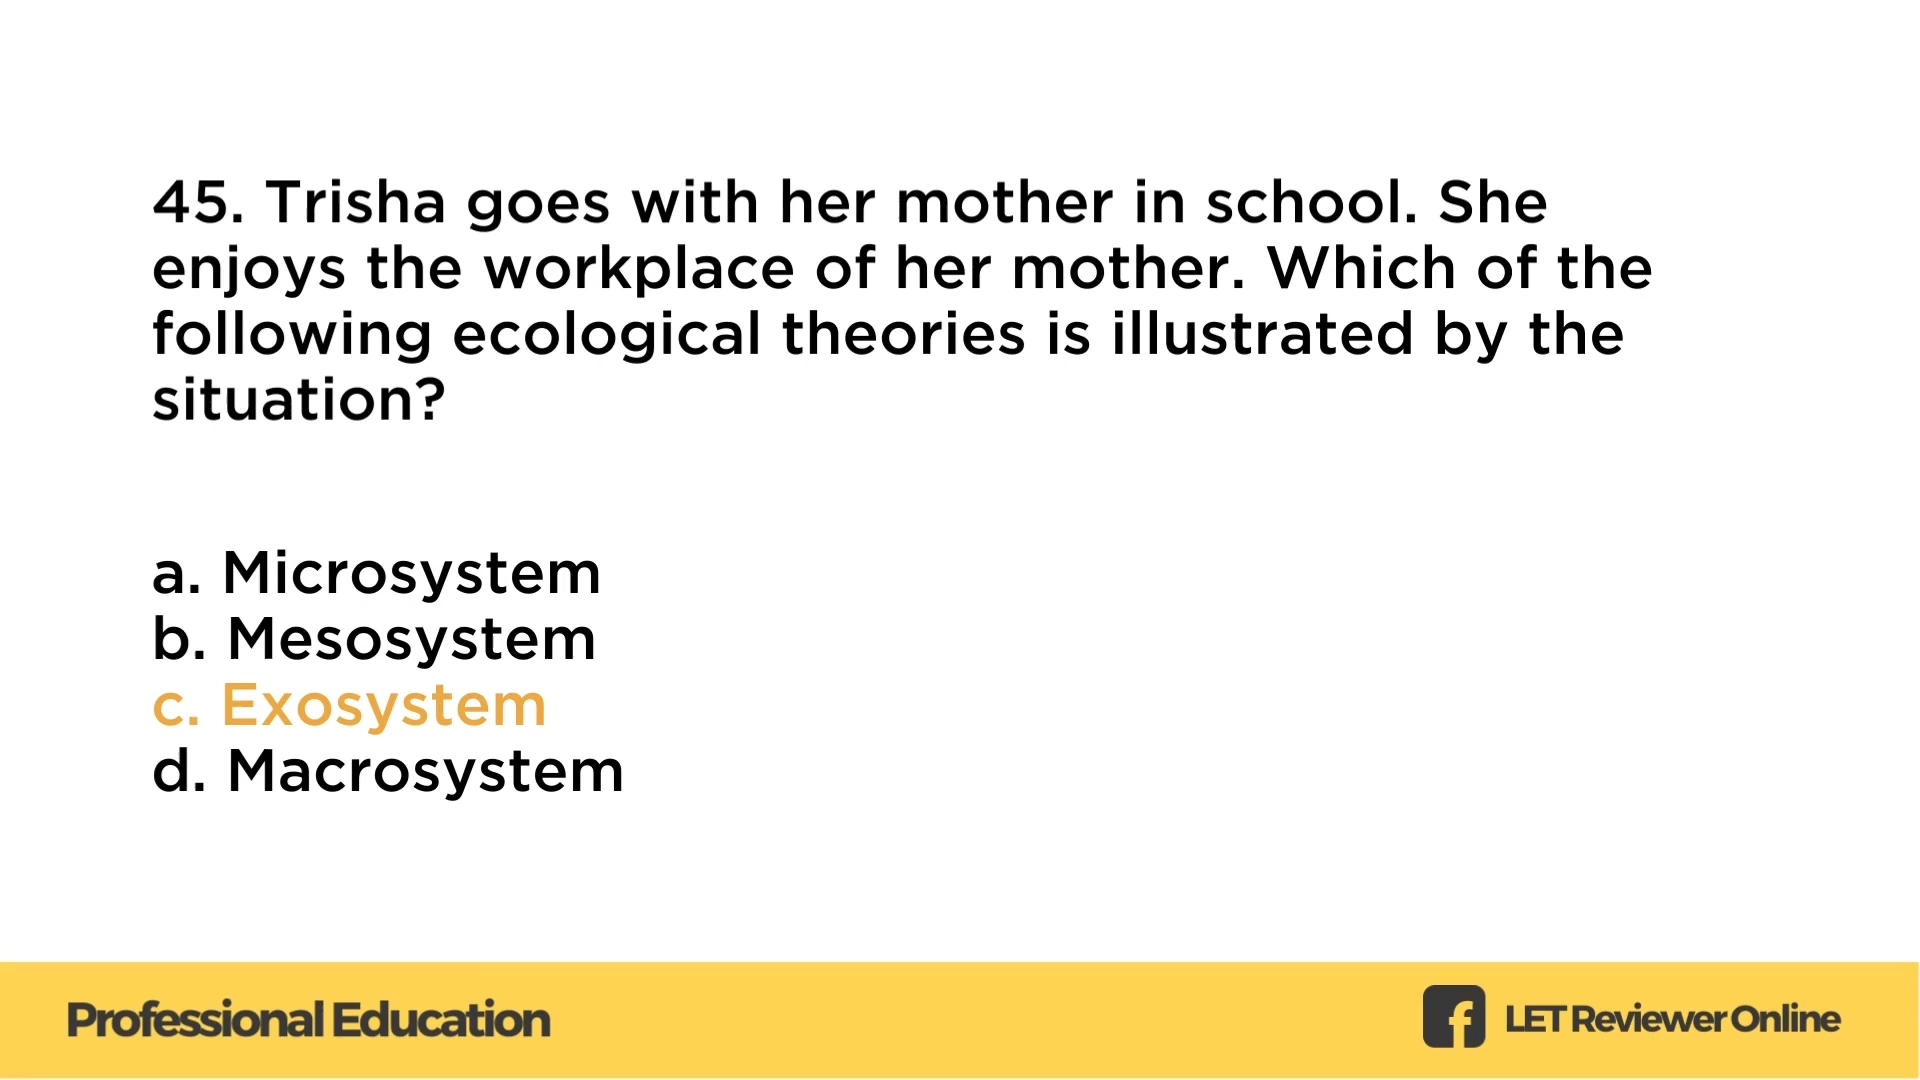 45. Trisha goes with her mother in school. She
enjoys the workplace of her mother. Which of the
following ecological theories is illustrated by the
situation?
a. Microsystem
b. Mesosystem
c. Exosystem
d. Macrosystem
Professional Education
LET Reviewer Online